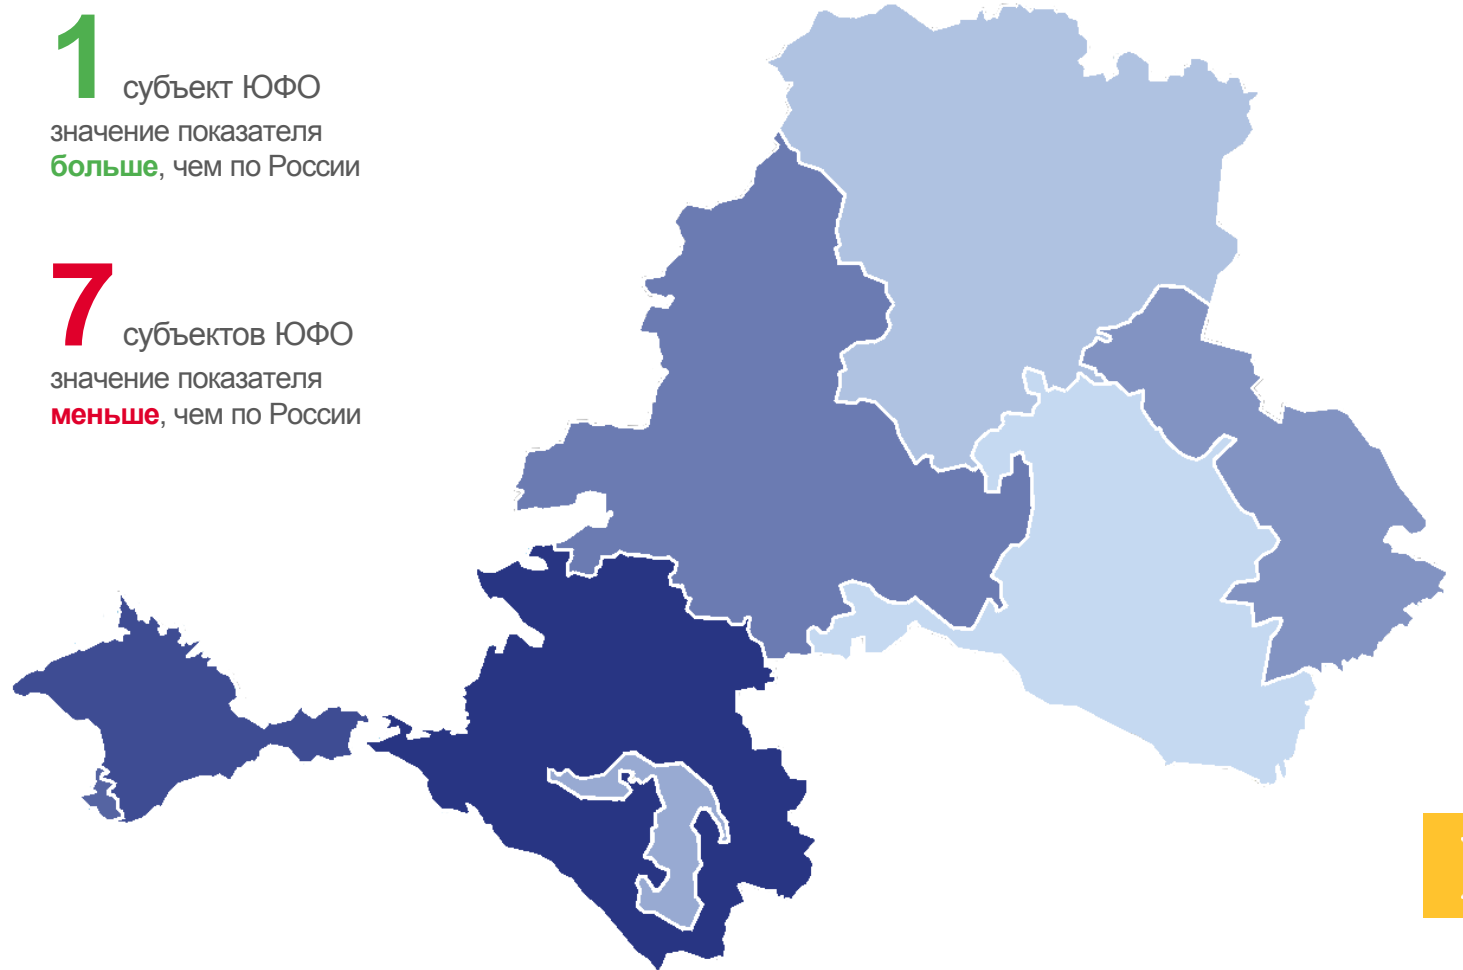 1 субъект ЮФО
значение показателя
больше, чем по России
7 субъектов ЮФО
значение показателя
меньше, чем по России